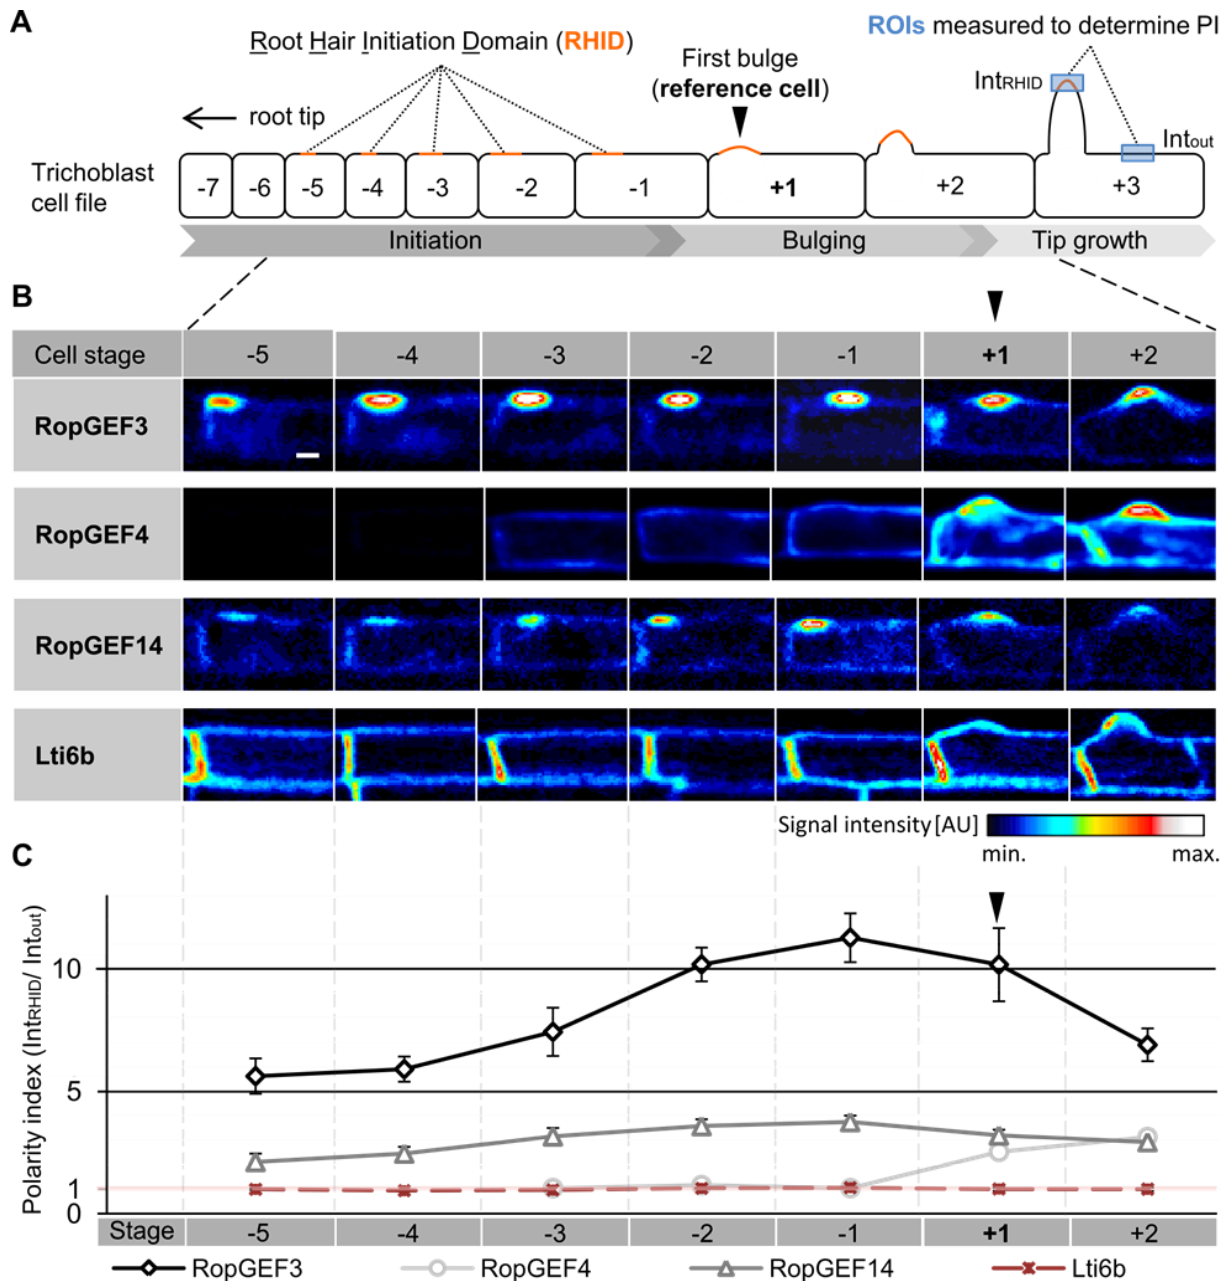 A
Root Hair Initiation Domain (RHID)
ROIs measured to determine PI
First bulge
(reference cell)
IntRHID
Intout
root tip
Trichoblast
cell file
-7 -6 -5 -4 -3 -2 -1 +1 +2 +3
Initiation Bulging Tip growth
B
Cell stage -5 -4 -3 -2 -1 +1 +2
RopGEF3
RopGEF4
RopGEF14
Lti6b
Signal intensity [AU]
min. max.
C
Polarity index (IntRHID/ Intout)
10
5
1
0
Stage -5 -4 -3 -2 -1 +1 +2
RopGEF3 RopGEF4 RopGEF14 Lti6b